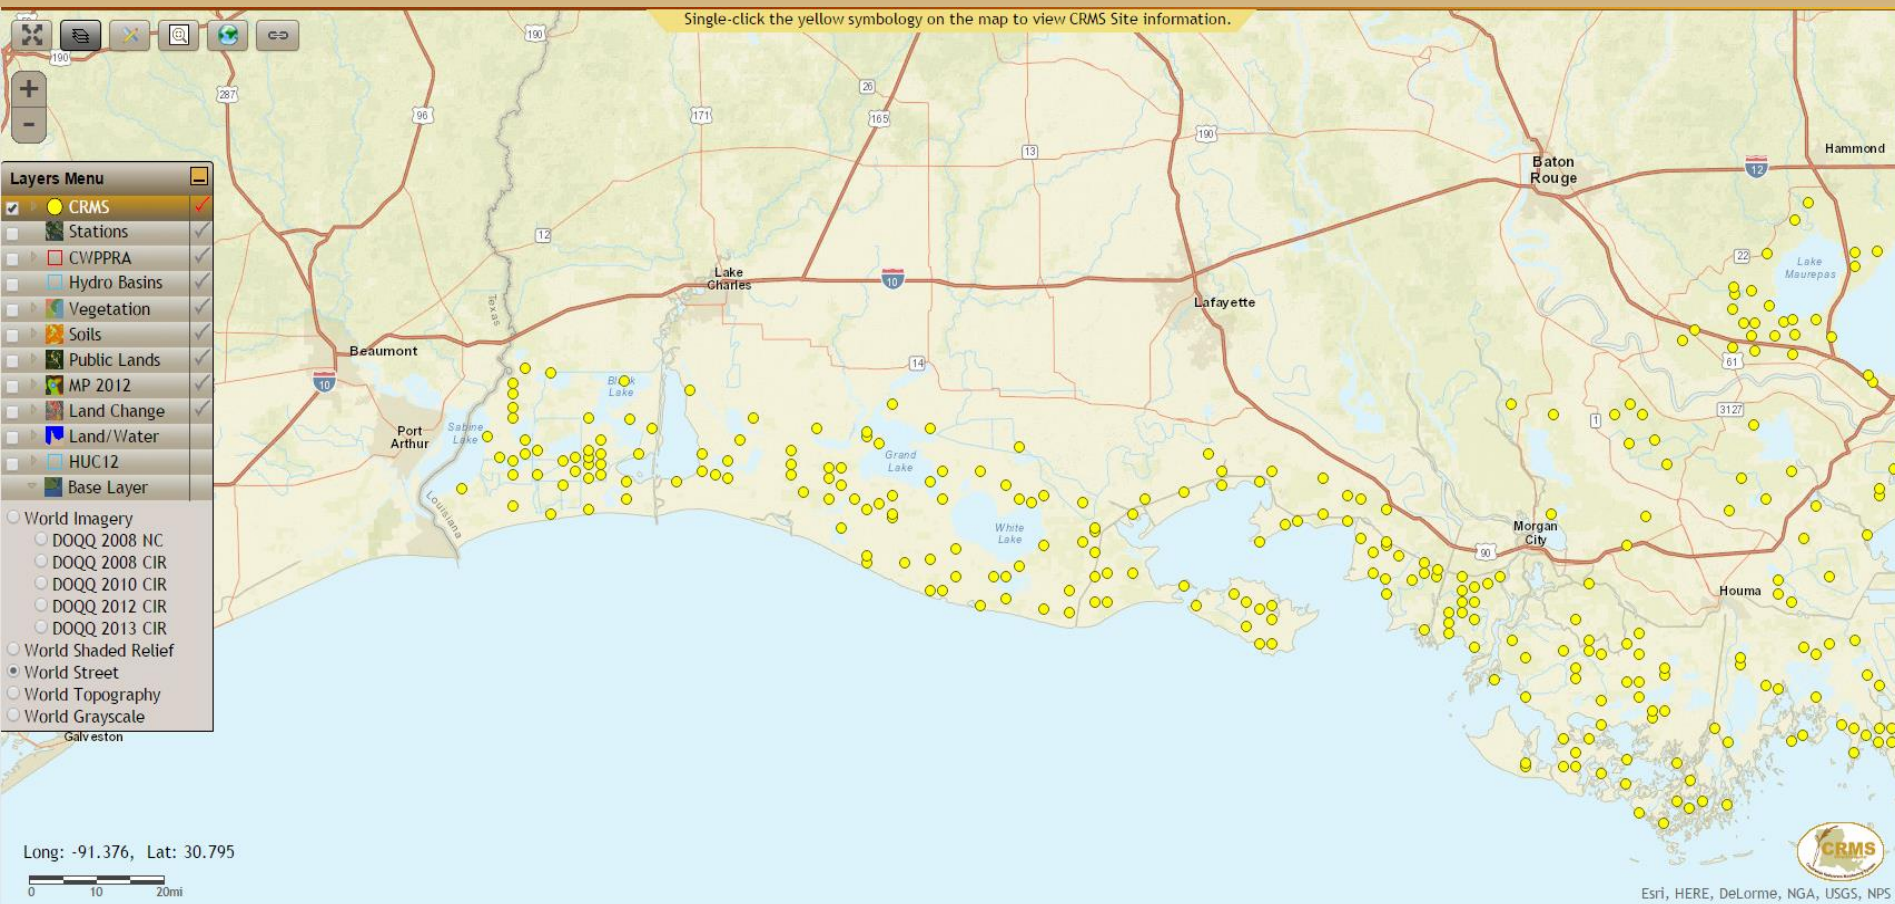 Single-click the yellow symbology on the map to view CRMS Site information.
190
190
287
96
171
26
165
13
190
12
Hammond
Baton
Rouge
+
-
Layers Menu
CRMS
Stations
CWPPRA
Hydro Basins
Vegetation
Soils
Public Lands
MP 2012
Land Change
Land/Water
HUC12
Base Layer
World Imagery
DOQQ 2008 NC
DOQQ 2008 CIR
DOQQ 2010 CIR
DOQQ 2012 CIR
DOQQ 2013 CIR
World Shaded Relief
World Street
World Topography
World Grayscale
12
22
Lake
Maurepas
Lake
Charles
10
Lafayette
Texas
Beaumont
10
14
61
Lake
3127
1
Port
Arthur
Sabine
Lake
Grand
Lake
Louisiana
White
Lake
Morgan
City
90
Houma
Galveston
Long: -91.376, Lat: 30.795
0 10 20mi
CRMS
Esri, HERE, DeLorme, NGA, USGS, NPS